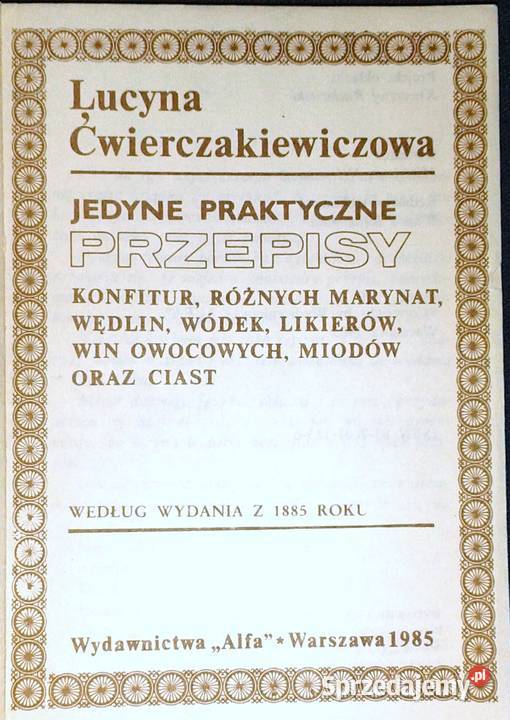 Lucyna
Ćwierczakiewiczowa
JEDYNE PRAKTYCZNE
PRZEPISY
KONFITUR, RÓŻNYCH MARYNAT,
WĘDLIN, WÓDEK, LIKIERÓW,
WIN OWOCOWYCH, MIODÓW
ORAZ CIAST
WEDŁUG WYDANIA Z 1885 ROKU
Wydawnictwa „Alfa” * Warszawa 1985
Sprzedajemy.pl